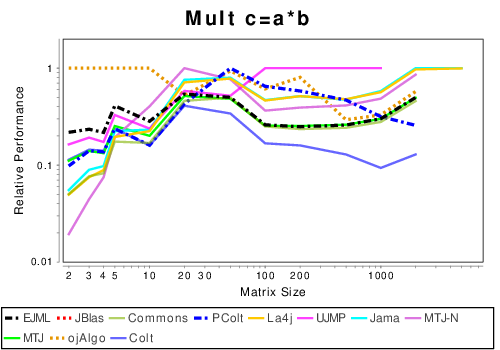 Mult c=a*b
Relative Performance
1
0.1
0.01
2 3 4 5 10 20 30 100 200 1000
Matrix Size
EJML JBlas Commons PColt La4j UJMP Jama MTJ-N
MTJ ojAlgo Colt